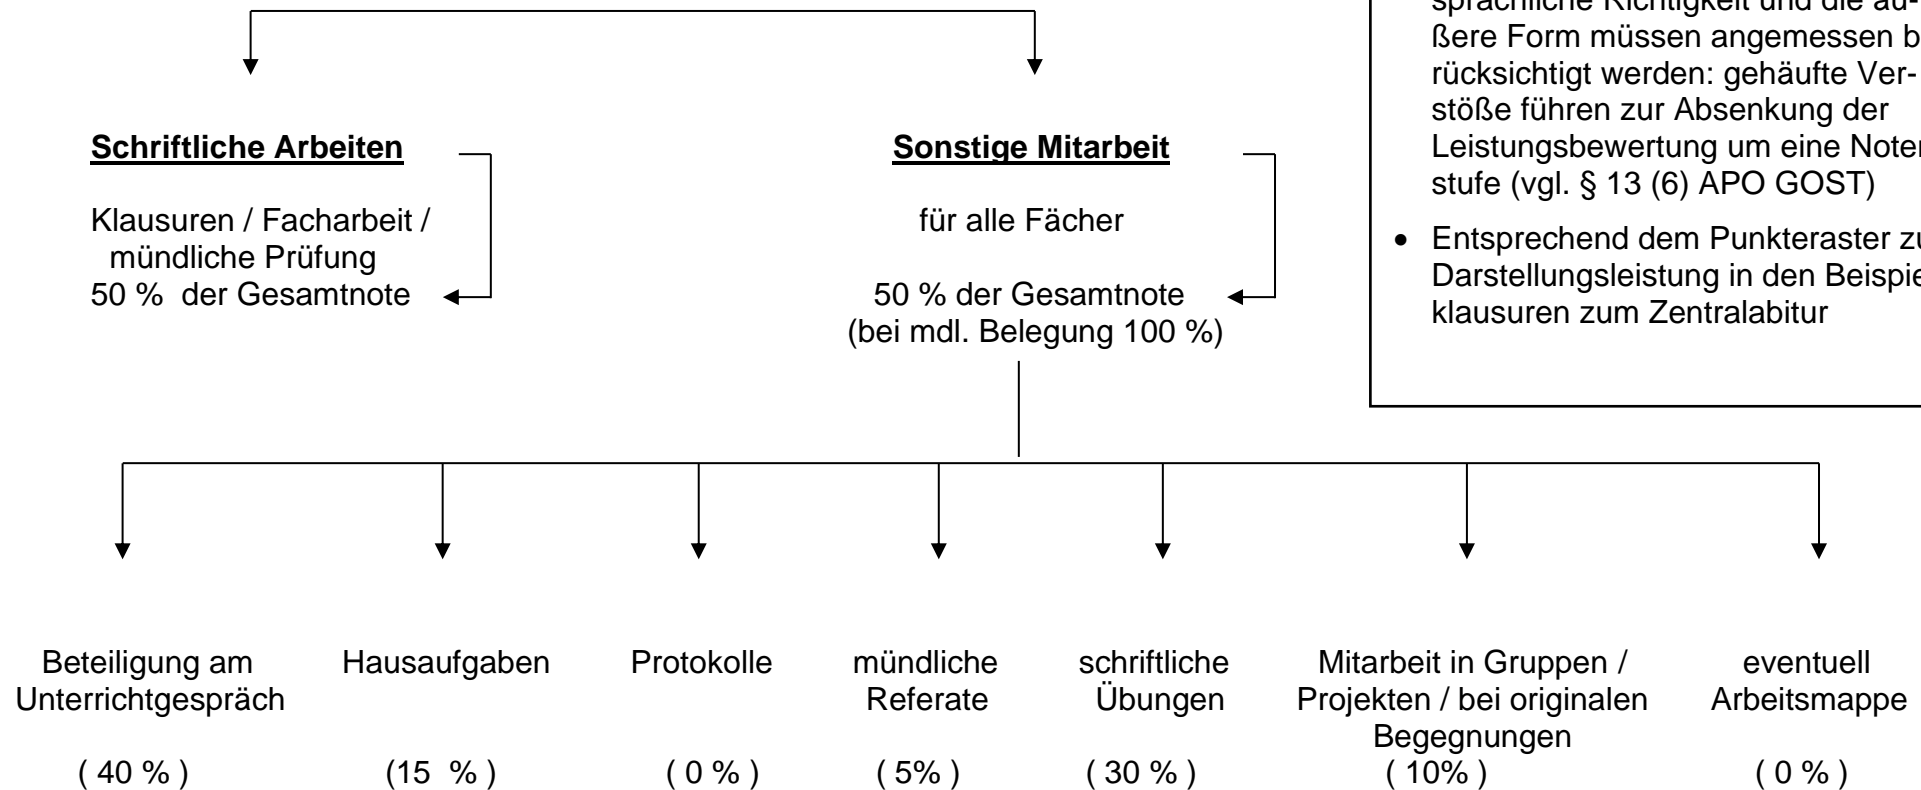 sprachliche Richtigkeit und die äu-
ßere Form müssen angemessen b
rücksichtigt werden: gehäufte Ver-
stöße führen zur Absenkung der
Leistungsbewertung um eine Noten
stufe (vgl. § 13 (6) APO GOST)
• Entsprechend dem Punkteraster zu
Darstellungsleistung in den Beispie
klausuren zum Zentralabitur
Schriftliche Arbeiten
Klausuren / Facharbeit /
mündliche Prüfung
50 % der Gesamtnote
Sonstige Mitarbeit
für alle Fächer
50 % der Gesamtnote
(bei mdl. Belegung 100 %)
Beteiligung am
Unterrichtgespräch
( 40 % )
Hausaufgaben
(15 % )
Protokolle
( 0 % )
mündliche
Referate
( 5% )
schriftliche
Übungen
( 30 % )
Mitarbeit in Gruppen /
Projekten / bei originalen
Begegnungen
( 10% )
eventuell
Arbeitsmappe
( 0 % )